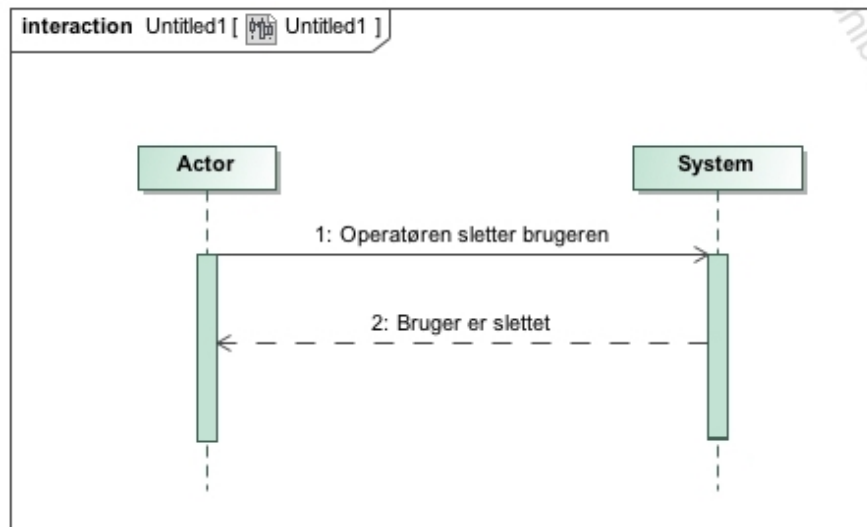 interaction Untitled1 [ Untitled1 ]
Actor
System
1: Operatøren sletter brugeren
2: Bruger er slettet